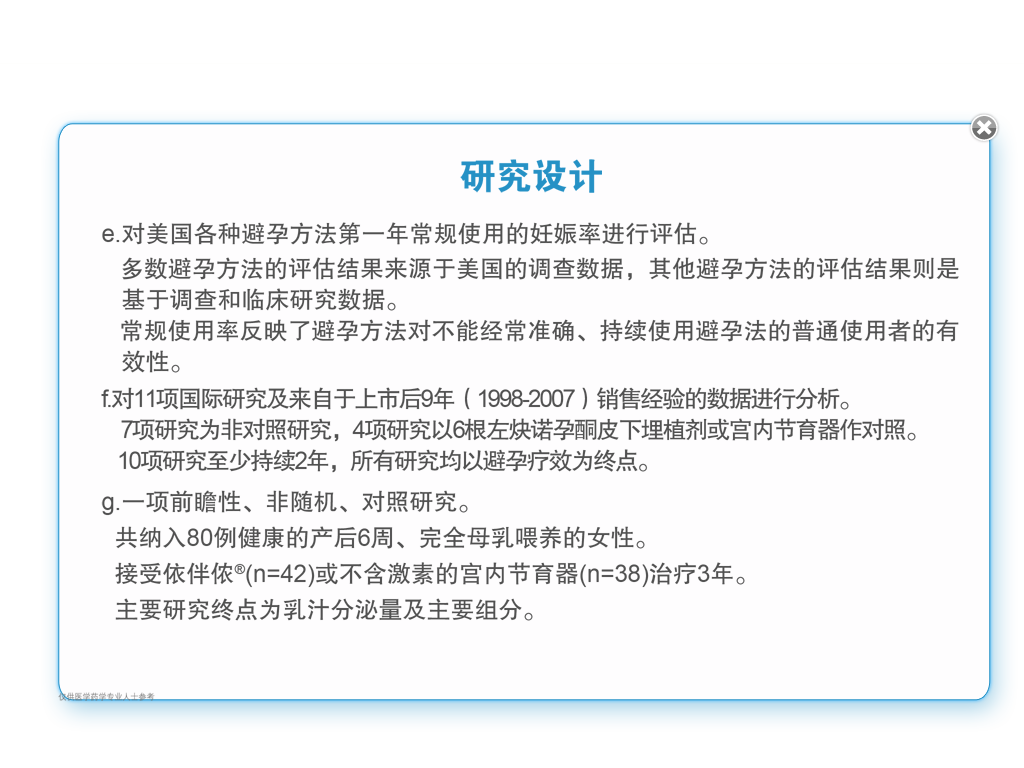 研究设计
e.对美国各种避孕方法第一年常规使用的妊娠率进行评估。
多数避孕方法的评估结果来源于美国的调查数据，其他避孕方法的评估结果则是
基于调查和临床研究数据。
常规使用率反映了避孕方法对不能经常准确、持续使用避孕法的普通使用者的有
效性。
f.对11项国际研究及来自于上市后9年（1998-2007）销售经验的数据进行分析。
7项研究为非对照研究，4项研究以6根左炔诺孕酮皮下埋植剂或宫内节育器作对照。
10项研究至少持续2年，所有研究均以避孕疗效为终点。
g.一项前瞻性、非随机、对照研究。
共纳入80例健康的产后6周、完全母乳喂养的女性。
接受依伴侬®(n=42)或不含激素的宫内节育器(n=38)治疗3年。
主要研究终点为乳汁分泌量及主要组分。
仅供医学药学专业人士参考